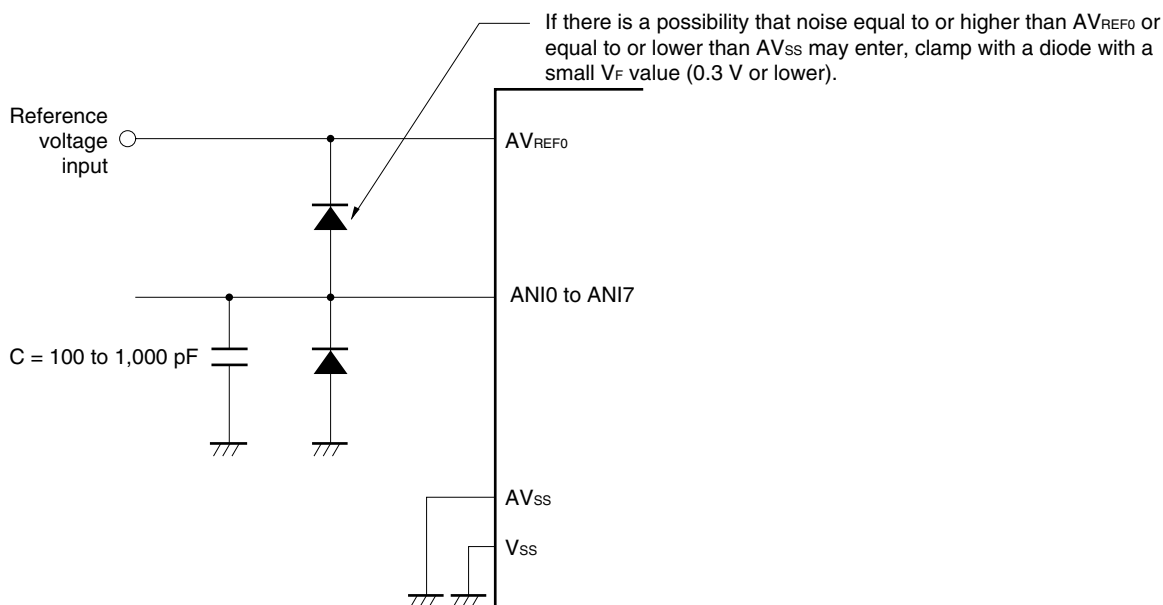 If there is a possibility that noise equal to or higher than AVREF0 or
equal to or lower than AVSS may enter, clamp with a diode with a
small VF value (0.3 V or lower).
Reference
voltage
input
AVREF0
ANI0 to ANI7
C = 100 to 1,000 pF
AVSS
VSS